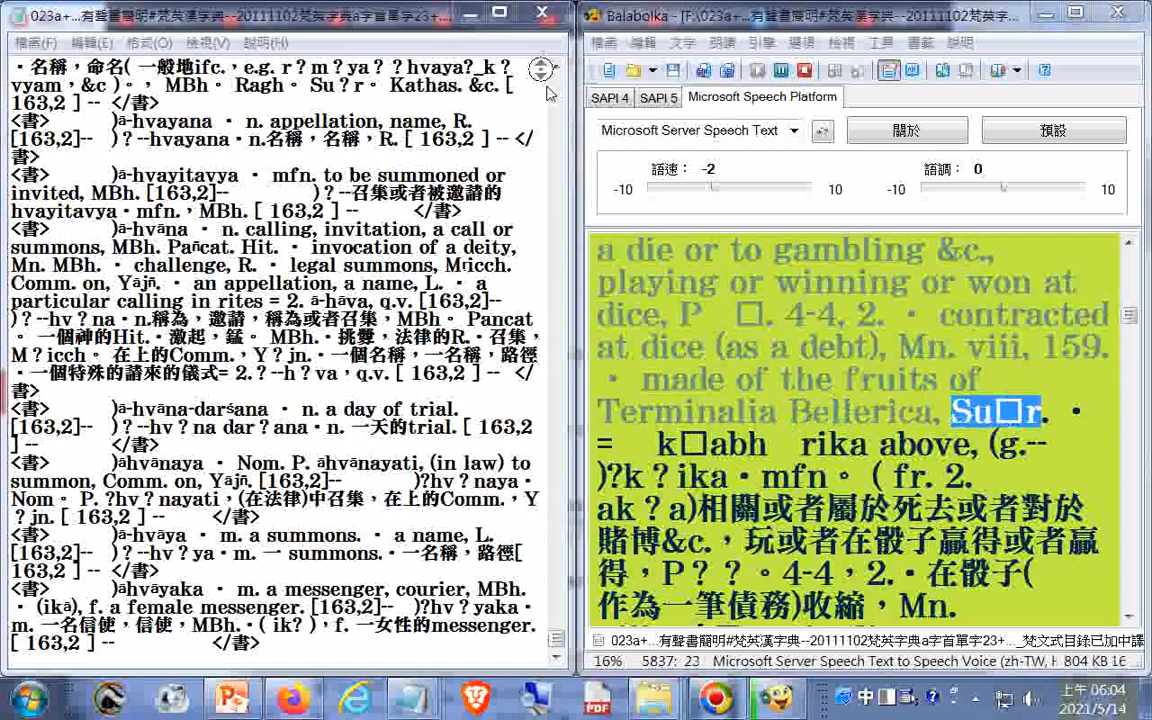 023a+...有聲書簡明#梵英漢字典--20111102梵英字典a字首單字23+...
檔案(F) 編輯(E) 格式(O) 檢視(V) 說明(H)
‧名稱，命名( 一般地ifc.，e.g. r？m？ya？？hvaya?_k？
vyam，&c )。， MBh。 Ragh。 Su？r。 Kathas. &c. [
163,2 ] -- </書>
<書> )ā-hvayana ‧ n. appellation, name, R.
[163,2]-- )? --hvayana‧n.名稱，名稱，R. [ 163,2 ] -- </
書>
<書> )ā-hvayitavya ‧ mfn. to be summoned or
invited, MBh. [163,2]-- )? --召集或者被邀請的
hvayitavya‧mfn.，MBh. [ 163,2 ] -- </書>
<書> )ā-hvāna ‧ n. calling, invitation, a call or
summons, MBh. Pañcat. Hit. ‧ invocation of a deity,
Mn. MBh. ‧ challenge, R. ‧ legal summons, Mṛicch.
Comm. on, Yājñ. ‧ an appellation, a name, L. ‧ a
particular calling in rites = 2. ā-hāva, q.v. [163,2]--
)? --hv？na‧n.稱為，邀請，稱為或者召集，MBh。 Pancat
。一個神的Hit.‧激起，錳。 MBh.‧挑釁，法律的R.‧召集，
M？icch。 在上的Comm.，Y？jn.‧一個名稱，一名稱，路徑
‧一個特殊的請來的儀式= 2.？--h？va，q.v. [ 163,2 ] -- </
書>
<書> )ā-hvāna-darśana ‧ n. a day of trial.
[163,2]-- )? --hv？na dar？ana‧n. 一天的trial. [ 163,2
] -- </書>
<書> )āhvānaya ‧ Nom. P. āhvānayati, (in law) to
summon, Comm. on, Yājñ. [163,2]-- )?hv？naya‧
Nom。 P. ?hv？nayati，(在法律)中召集，在上的Comm.，Y
？jn. [ 163,2 ] -- </書>
<書> )ā-hvāya ‧ m. a summons. ‧ a name, L.
[163,2]-- )? --hv？ya‧m. 一 summons.‧一名稱，路徑[
163,2 ] -- </書>
<書> )āhvāyaka ‧ m. a messenger, courier, MBh.
‧ (ikā), f. a female messenger. [163,2]-- )?hv？yaka‧
m. 一名信使，信使，MBh.‧( ik？)，f. 一女性的messenger.
[ 163,2 ] -- </書>
Balabolka - [F:\023a+...有聲書簡明#梵英漢字典--20111102梵英字...
檔案 編輯 文字 朗讀 引擎 選項 檢視 工具 書籤 說明
SAPI 4 SAPI 5 Microsoft Speech Platform
Microsoft Server Speech Text 關於 預設
語速： -2 語調： 0
-10 10 -10 10
a die or to gambling &c.,
playing or winning or won at
dice, P □. 4-4, 2. ‧ contracted
at dice (as a debt), Mn. viii, 159.
‧ made of the fruits of
Terminalia Bellerica, Su□r. ‧
= k□abh rika above, (g.--
)?k？ika‧mfn。 ( fr. 2.
ak？a)相關或者屬於死去或者對於
賭博&c.，玩或者在骰子贏得或者贏
得，P？？。4-4，2.‧在骰子(
作為一筆債務)收縮，Mn.
023a+...有聲書簡明#梵英漢字典--20111102梵英字典a字首單字23+..._梵文式目錄已加中譯
16% 5837: 23 Microsoft Server Speech Text to Speech Voice (zh-TW, H 804 KB 16
中
上午 06:04
2021/5/14